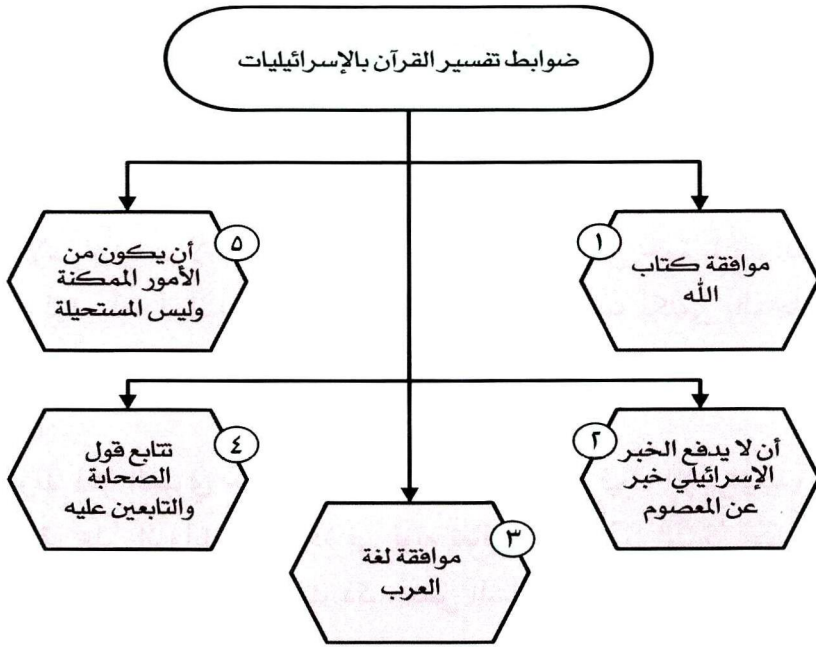 ضوابط تفسير القرآن بالإسرائيليات
١
موافقة كتاب
الله
٢
أن لا يدفع الخبر
الإسرائيلي خبر
عن المعصوم
٣
موافقة لغة
العرب
٤
تتابع قول
الصحابة
والتابعين عليه
٥
أن يكون من
الأمور الممكنة
وليس المستحيلة